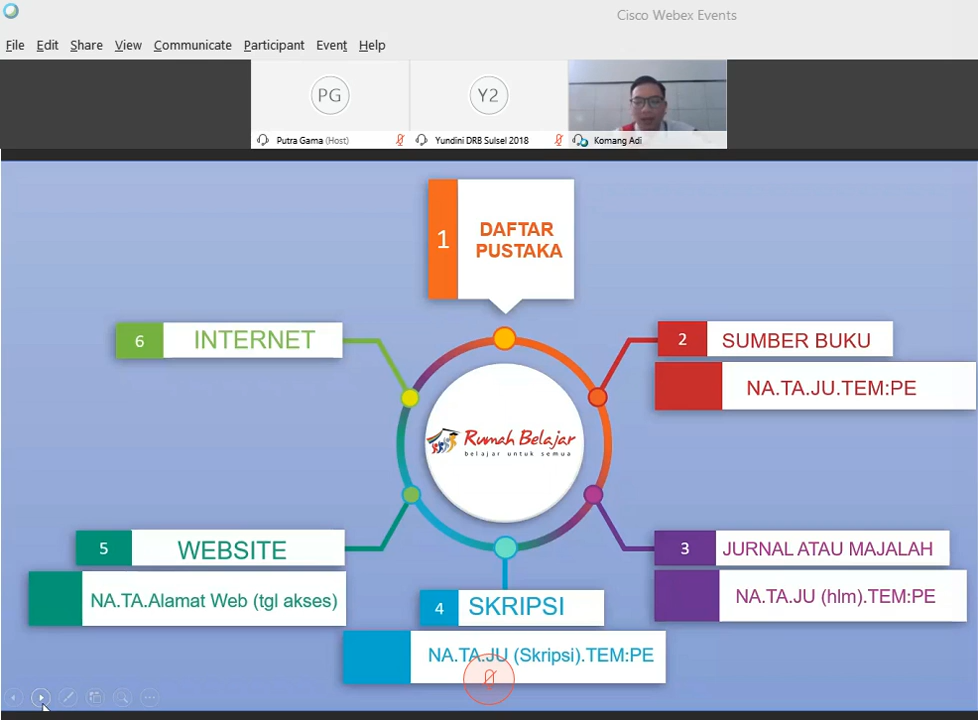 Cisco Webex Events
File Edit Share View Communicate Participant Event Help
PG
Y2
Putra Gama (Host)
Yundini DRB Sulsel 2018
Komang Adi
1
DAFTAR
PUSTAKA
6
INTERNET
2
SUMBER BUKU
NA.TA.JU.TEM:PE
Rumah Belajar
belajar untuk semua
5
WEBSITE
NA.TA.Alamat Web (tgl akses)
3
JURNAL ATAU MAJALAH
NA.TA.JU (hlm).TEM:PE
4
SKRIPSI
NA.TA.JU (Skripsi).TEM:PE